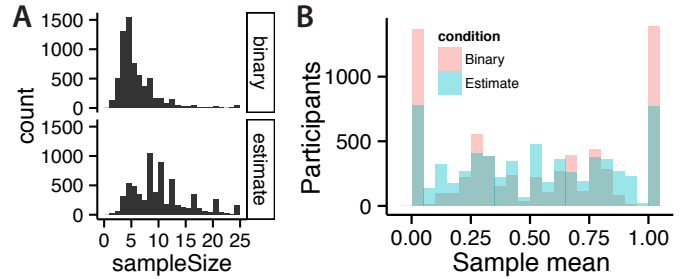 A
1500
1000
500
0
binary
1500
1000
500
0
estimate
count
0 5 10 15 20 25
sampleSize
B
condition
Binary
Estimate
1000
500
0
Participants
0.00 0.25 0.50 0.75 1.00
Sample mean